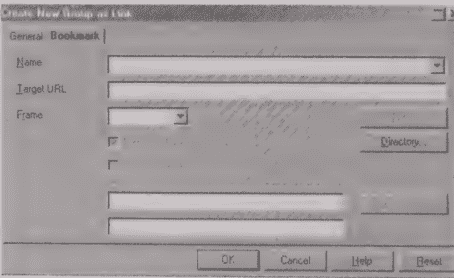 Create New Group or Link
General Bookmark
Name
Target URL
Frame
Directory...
OK Cancel Help Reset